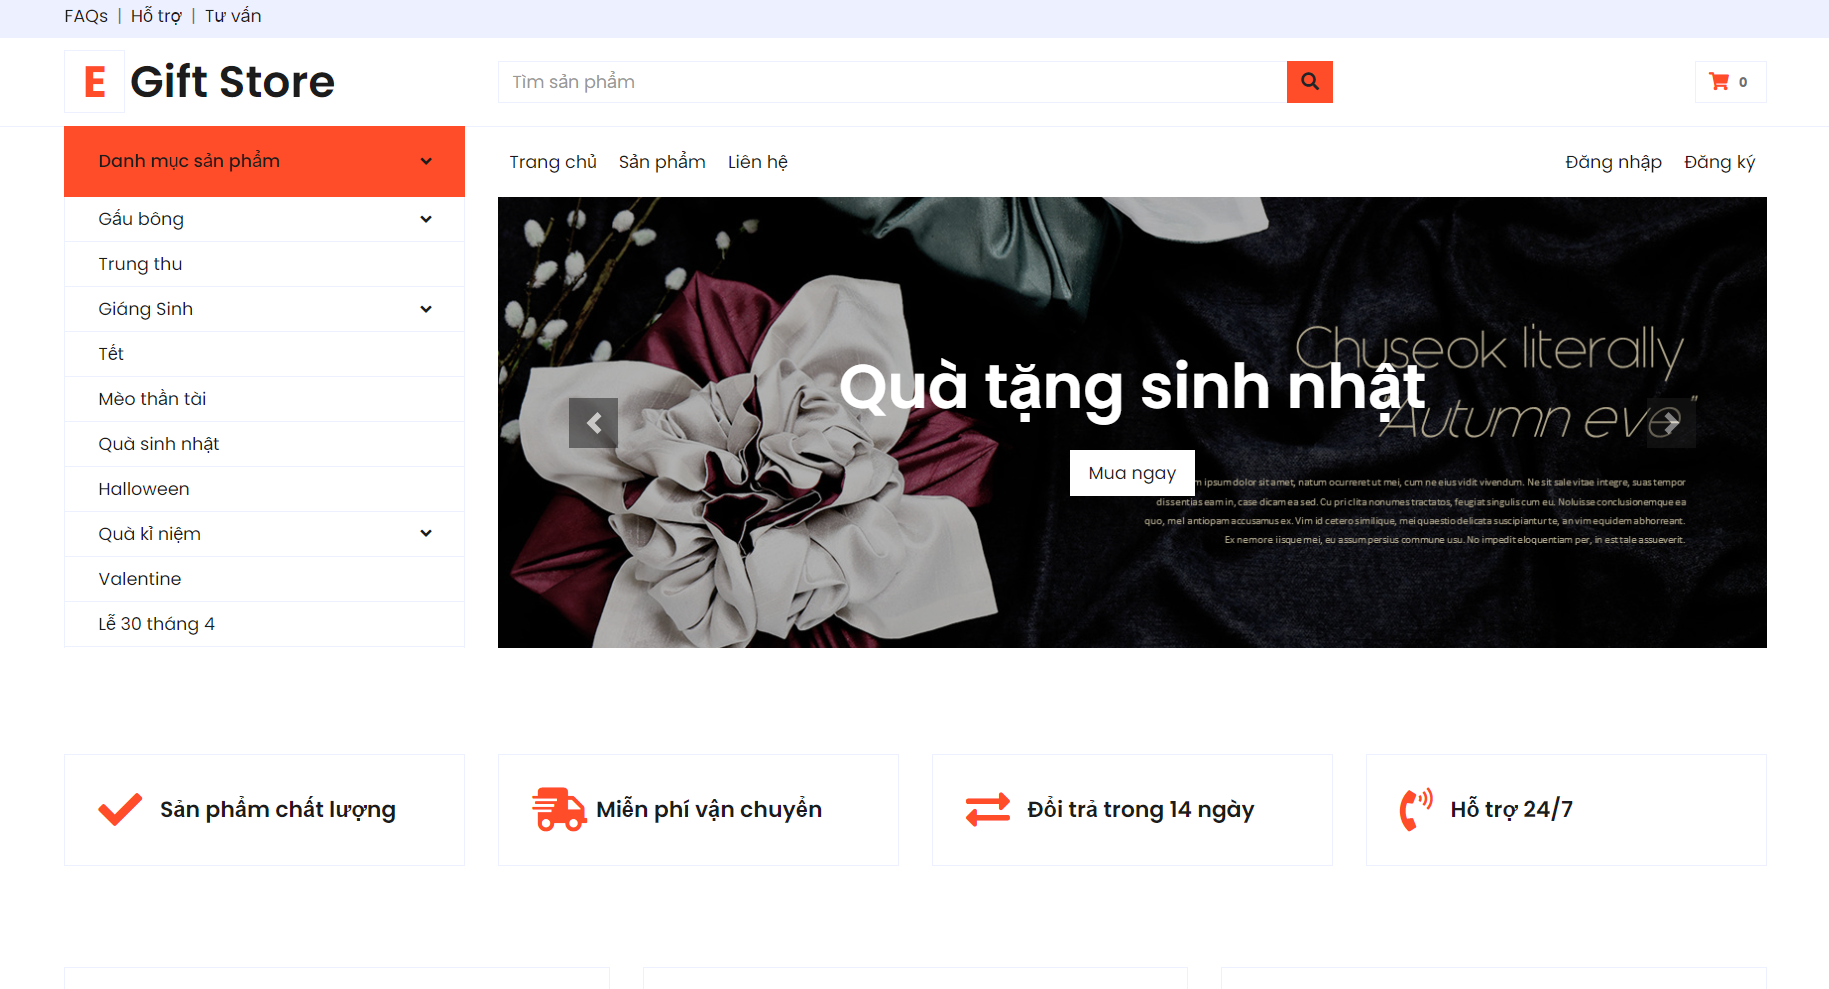 FAQs | Hỗ trợ | Tư vấn
E Gift Store
Tìm sản phẩm
0
Danh mục sản phẩm
Trang chủ Sản phẩm Liên hệ
Đăng nhập Đăng ký
Gấu bông
Trung thu
Giáng Sinh
Tết
Mèo thần tài
Quà sinh nhật
Halloween
Quà kỉ niệm
Valentine
Lễ 30 tháng 4
Chuseok literally
Autumn eve"
Quà tặng sinh nhật
Mua ngay
ipsum dolor sit amet, natum ocurreret ut mei, cum ne eius vidit vivendum. Ne sit sale vitae integre, suas tempor
dissentias eam in, case dicam ea sed. Cu pri clita nonumes tractatos, feugiat singulis cum eu. Noluisse conclusionemque ea
quo, mel antiopam accusamus ex. Vim id cetero similique, mei quaestio delicata suscipiantur te, an vim equidem abhorreant.
Ex nemore iisque mei, eu assum persius commune usu. No impedit eloquentiam per, in est tale assueverit.
Sản phẩm chất lượng
Miễn phí vận chuyển
Đổi trả trong 14 ngày
Hỗ trợ 24/7